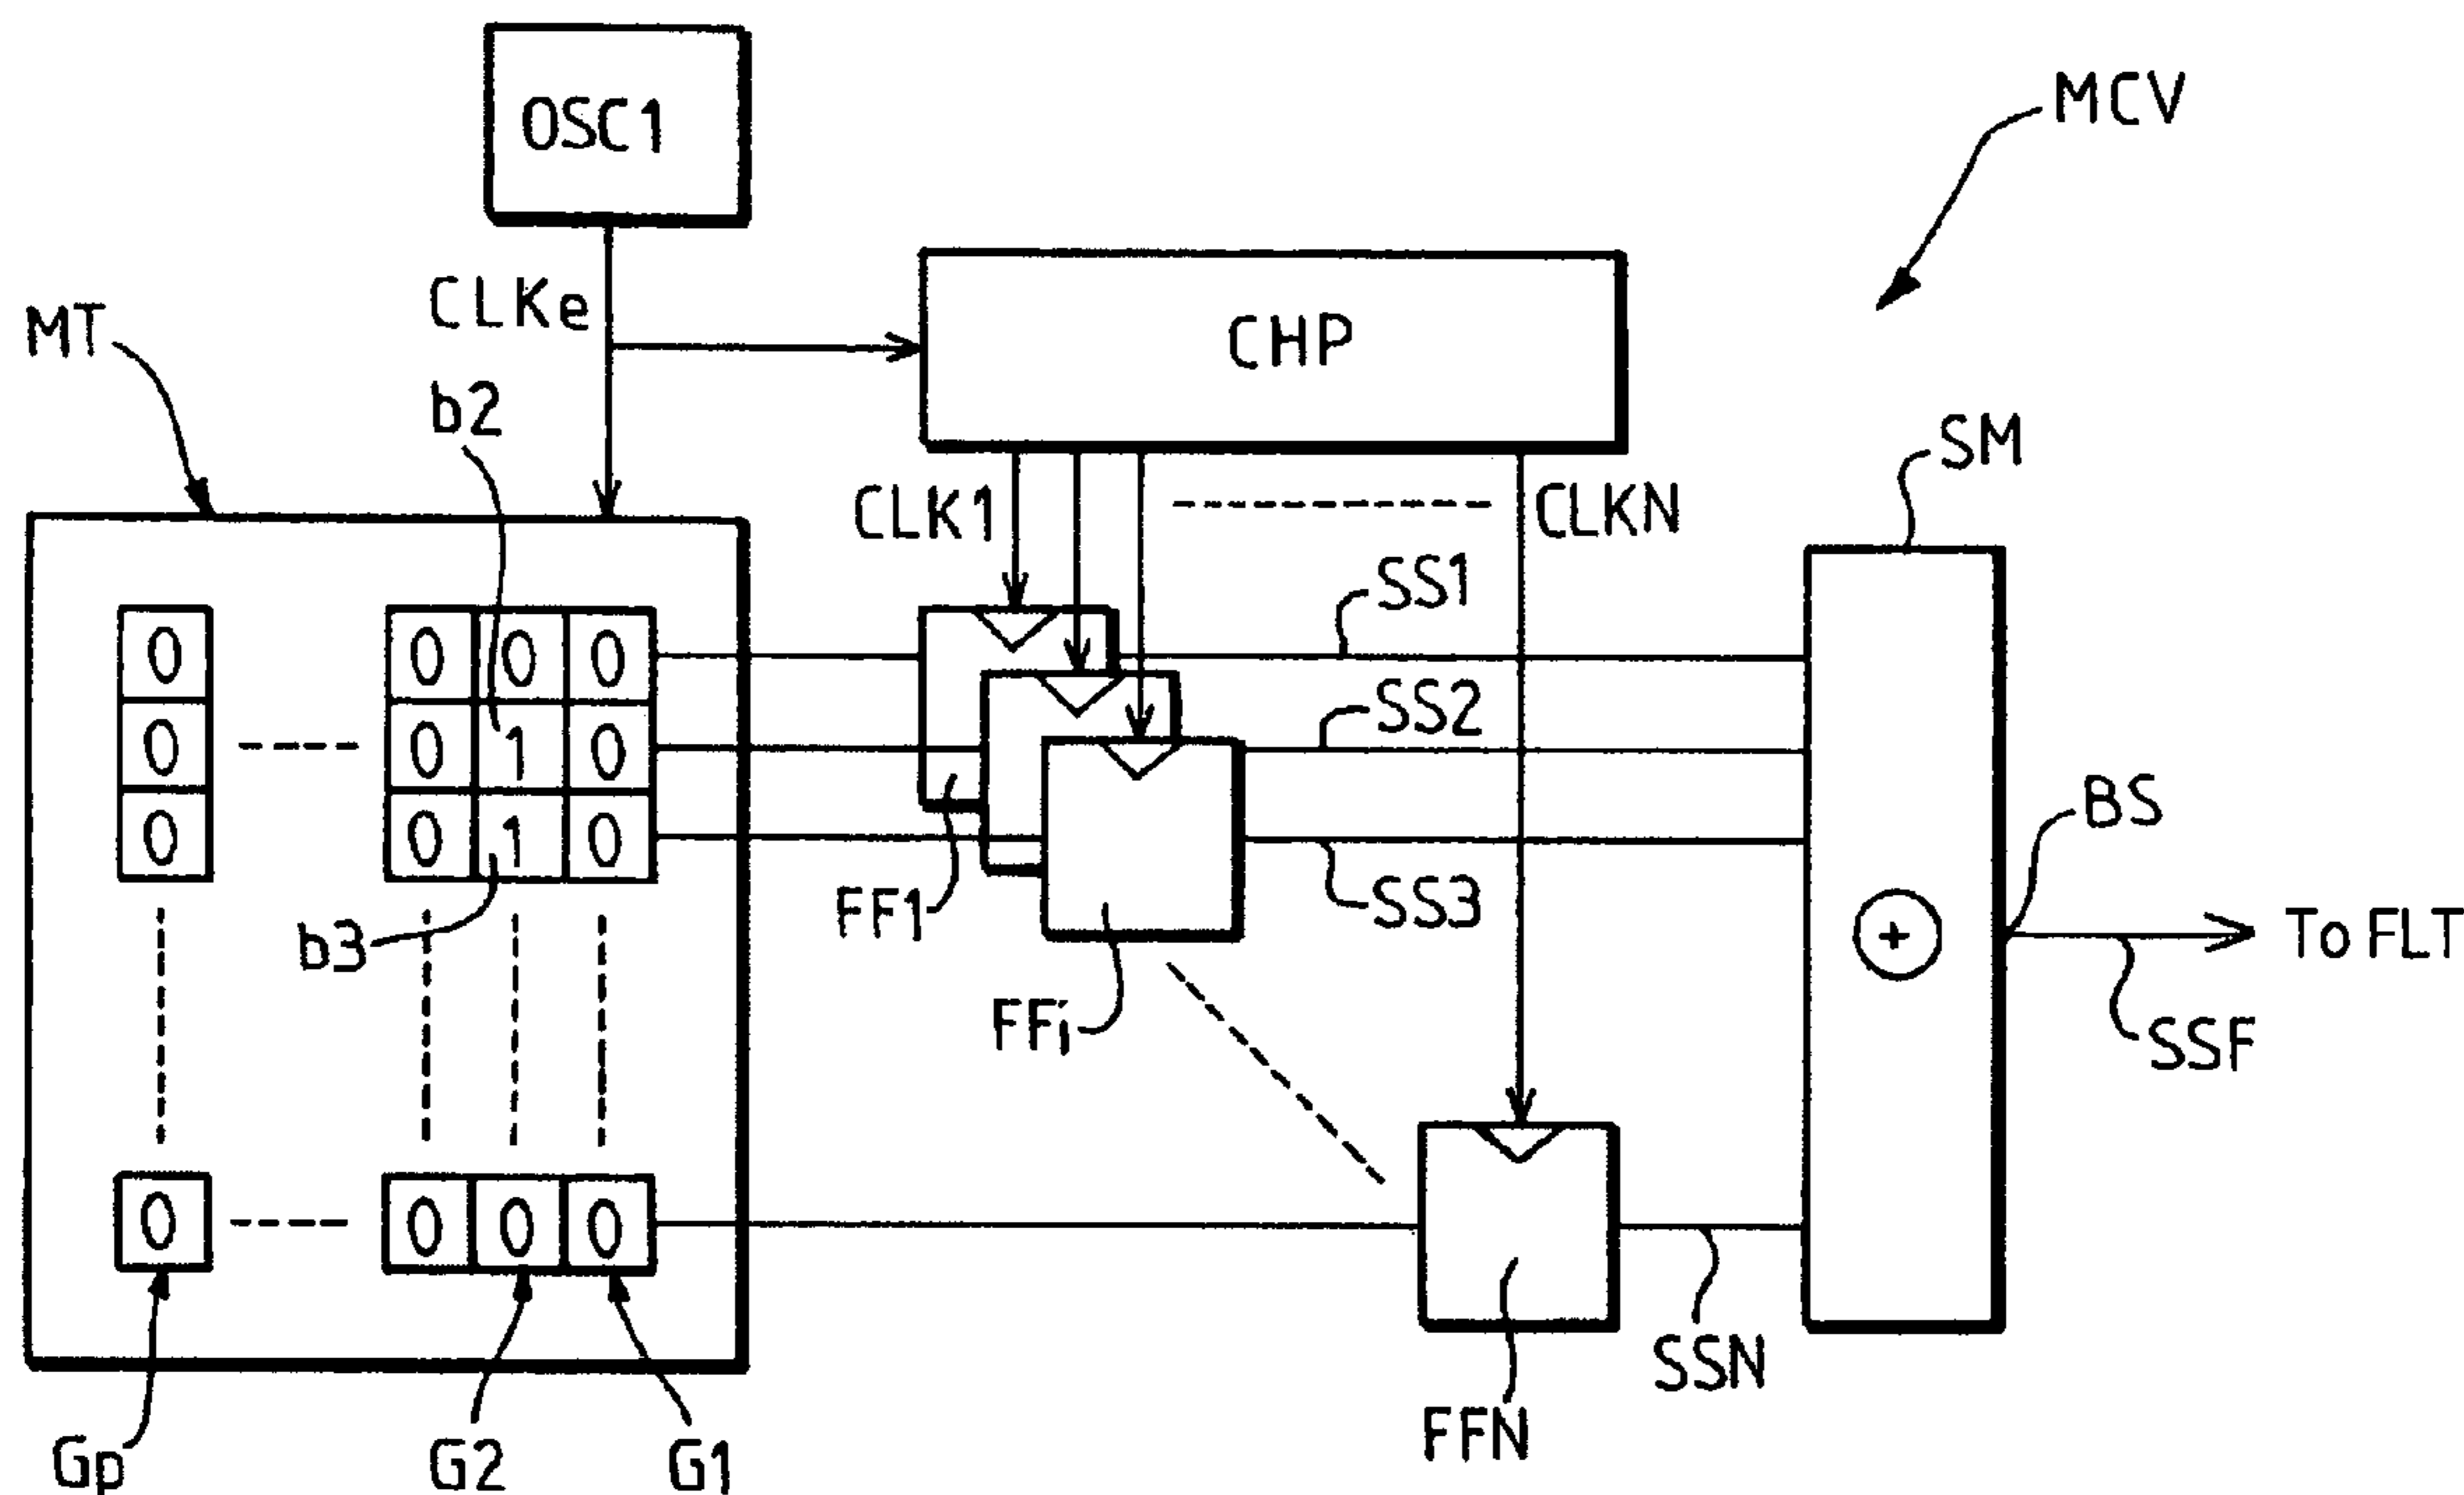 OSC1
MCV
CLKe
MT
CHP
b2
SM
CLK1
CLKN
SS1
0 0 0 0
SS2
0 0 1 0
BS
0 0 1 0
FF1
SS3
b3
+
To FLT
FFi
SSF
0 0 0 0
SSN
FFN
Gp
G2
G1